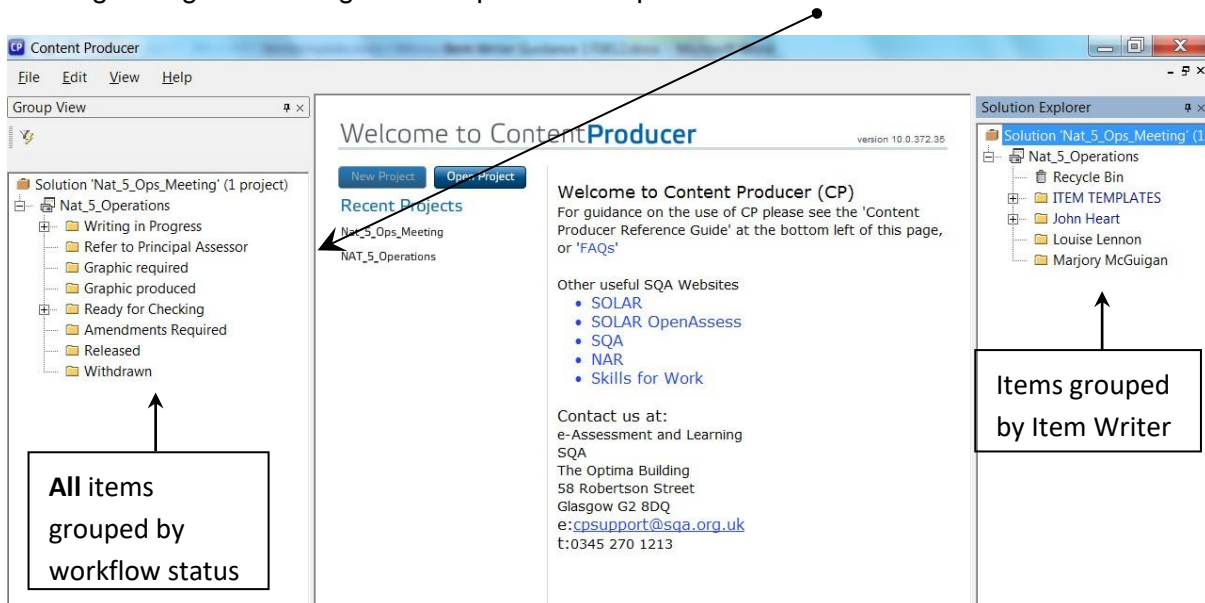 CP Content Producer
File Edit View Help
Group View
Solution 'Nat_5_Ops_Meeting' (1 project)
Nat_5_Operations
Writing in Progress
Refer to Principal Assessor
Graphic required
Graphic produced
Ready for Checking
Amendments Required
Released
Withdrawn
All items
grouped by
workflow status
Welcome to ContentProducer
version 10.0.372.35
New Project Open Project
Recent Projects
Nat_5_Ops_Meeting
NAT_5_Operations
Welcome to Content Producer (CP)
For guidance on the use of CP please see the 'Content
Producer Reference Guide' at the bottom left of this page,
or 'FAQs'
Other useful SQA Websites
• SOLAR
• SOLAR OpenAssess
• SQA
• NAR
• Skills for Work
Contact us at:
e-Assessment and Learning
SQA
The Optima Building
58 Robertson Street
Glasgow G2 8DQ
e:cpsupport@sqa.org.uk
t:0345 270 1213
Solution Explorer
Solution 'Nat_5_Ops_Meeting' (1
Nat_5_Operations
Recycle Bin
ITEM TEMPLATES
John Heart
Louise Lennon
Marjory McGuigan
Items grouped
by Item Writer